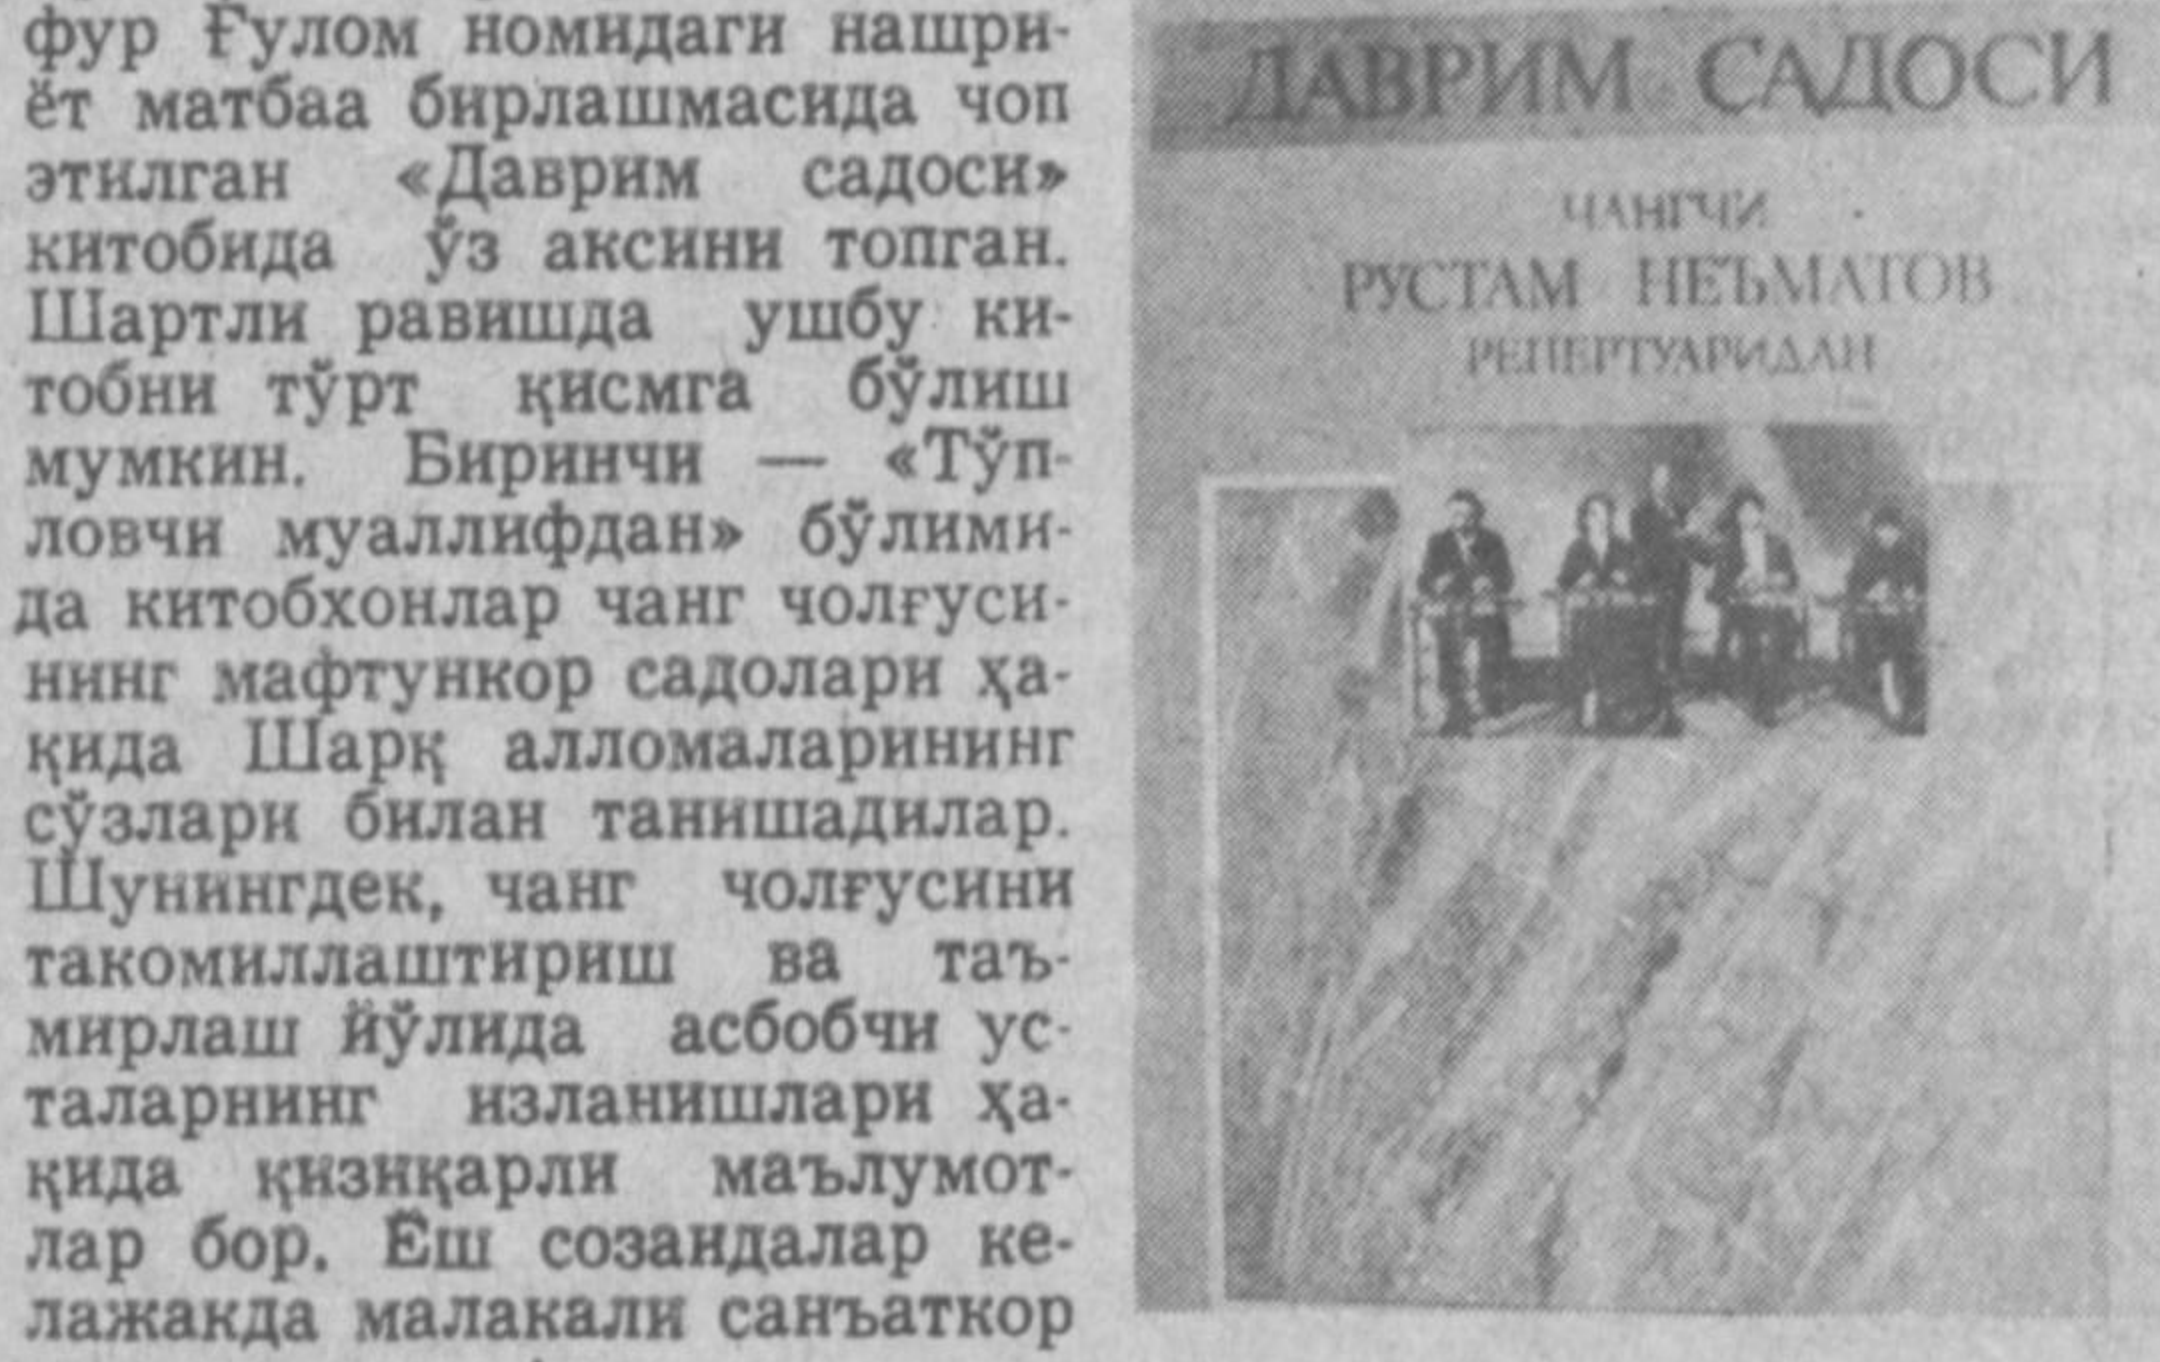 фур Ғулом номидаги нашри-
ёт матбаа бирлашмасида чоп
этилган «Даврим садоси»
китобида ўз аксини топган.
Шартли равишда ушбу ки-
тобни тўрт қисмга бўлиш
мумкин. Биринчи — «Тўп-
ловчи муаллифдан» бўлими-
да китобхонлар чанг чолғуси-
нинг мафтункор садолари ҳа-
қида Шарқ алломаларининг
сўзлари билан танишадилар.
Шунингдек, чанг чолғусини
такомиллаштириш ва таъ-
мирлаш йўлида асбобчи ус-
таларнинг изланишлари ҳа-
қида қизиқарли маълумот-
лар бор. Ёш созандалар ке-
лажакда малакали санъаткор
ДАВРИМ САДОСИ
ЧАНГЧИ
РУСТАМ НЕЪМАТОВ
РЕПЕРТУАРИДАН